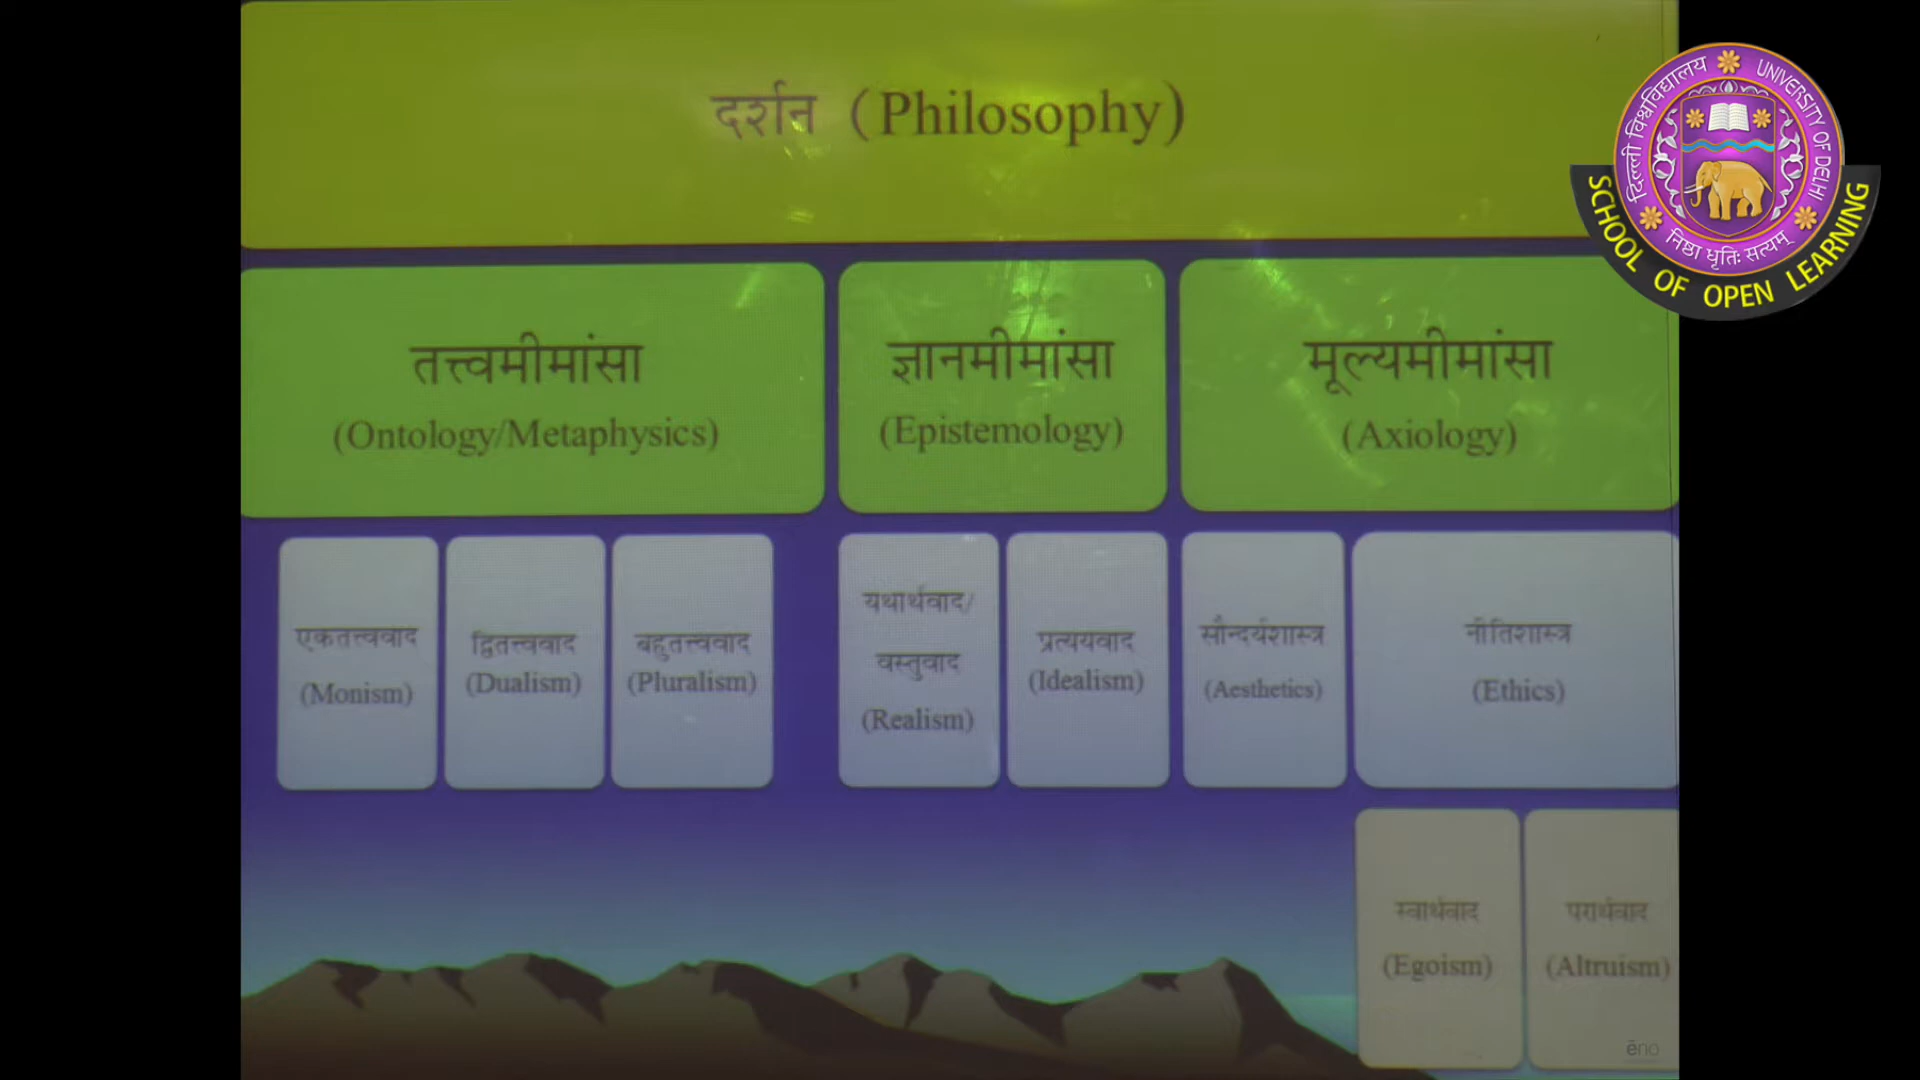 दर्शन (Philosophy)
तत्त्वमीमांसा
(Ontology/Metaphysics)
ज्ञानमीमांसा
(Epistemology)
मूल्यमीमांसा
(Axiology)
एकतत्त्ववाद
(Monism)
द्वितत्त्ववाद
(Dualism)
बहुतत्त्ववाद
(Pluralism)
यथार्थवाद/
वस्तुवाद
(Realism)
प्रत्ययवाद
(Idealism)
सौन्दर्यशास्त्र
(Aesthetics)
नीतिशास्त्र
(Ethics)
स्वार्थवाद
(Egoism)
परार्थवाद
(Altruism)
दिल्ली विश्वविद्यालय
UNIVERSITY OF DELHI
निष्ठा धृतिः सत्यम्
SCHOOL OF OPEN LEARNING
ērio